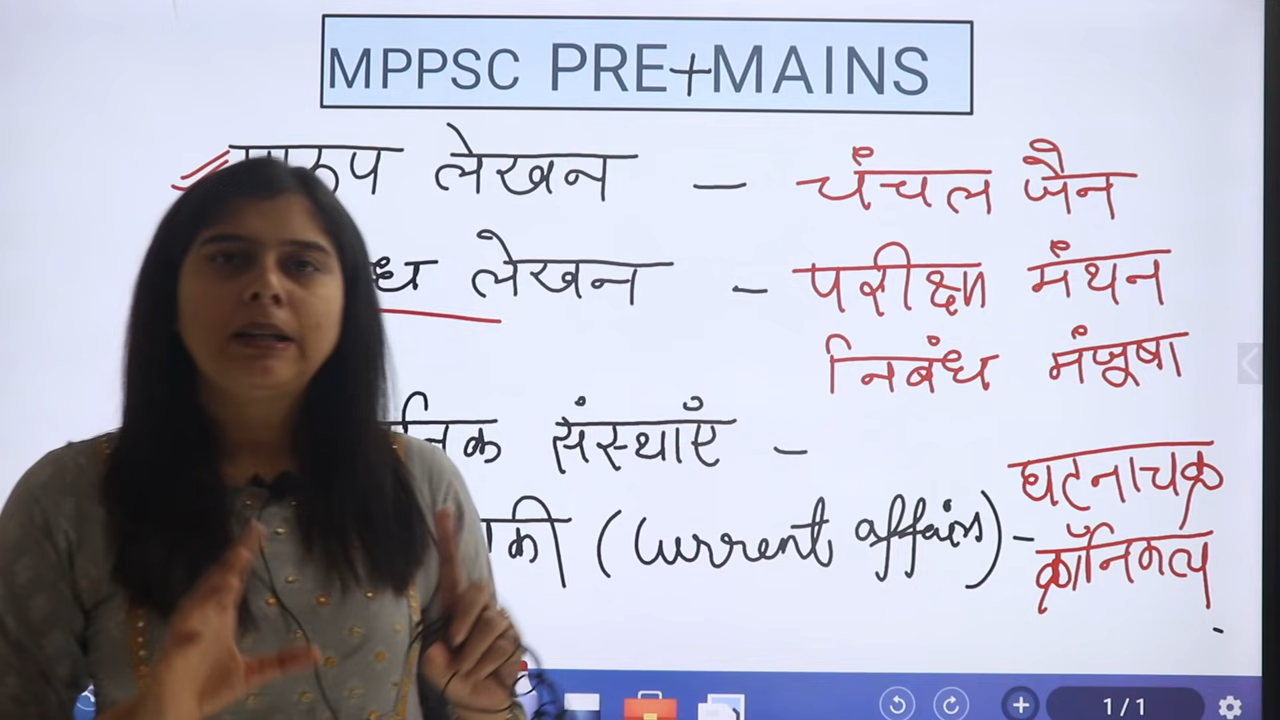 MPPSC PRE+MAINS
लेखन – चंचल जैन
लेखन – परीक्षा मंथन
निबंध मंजूषा
संस्थाएँ –
(Current affairs) – घटनाचक्र
क्रॉनिकल्प
1/1